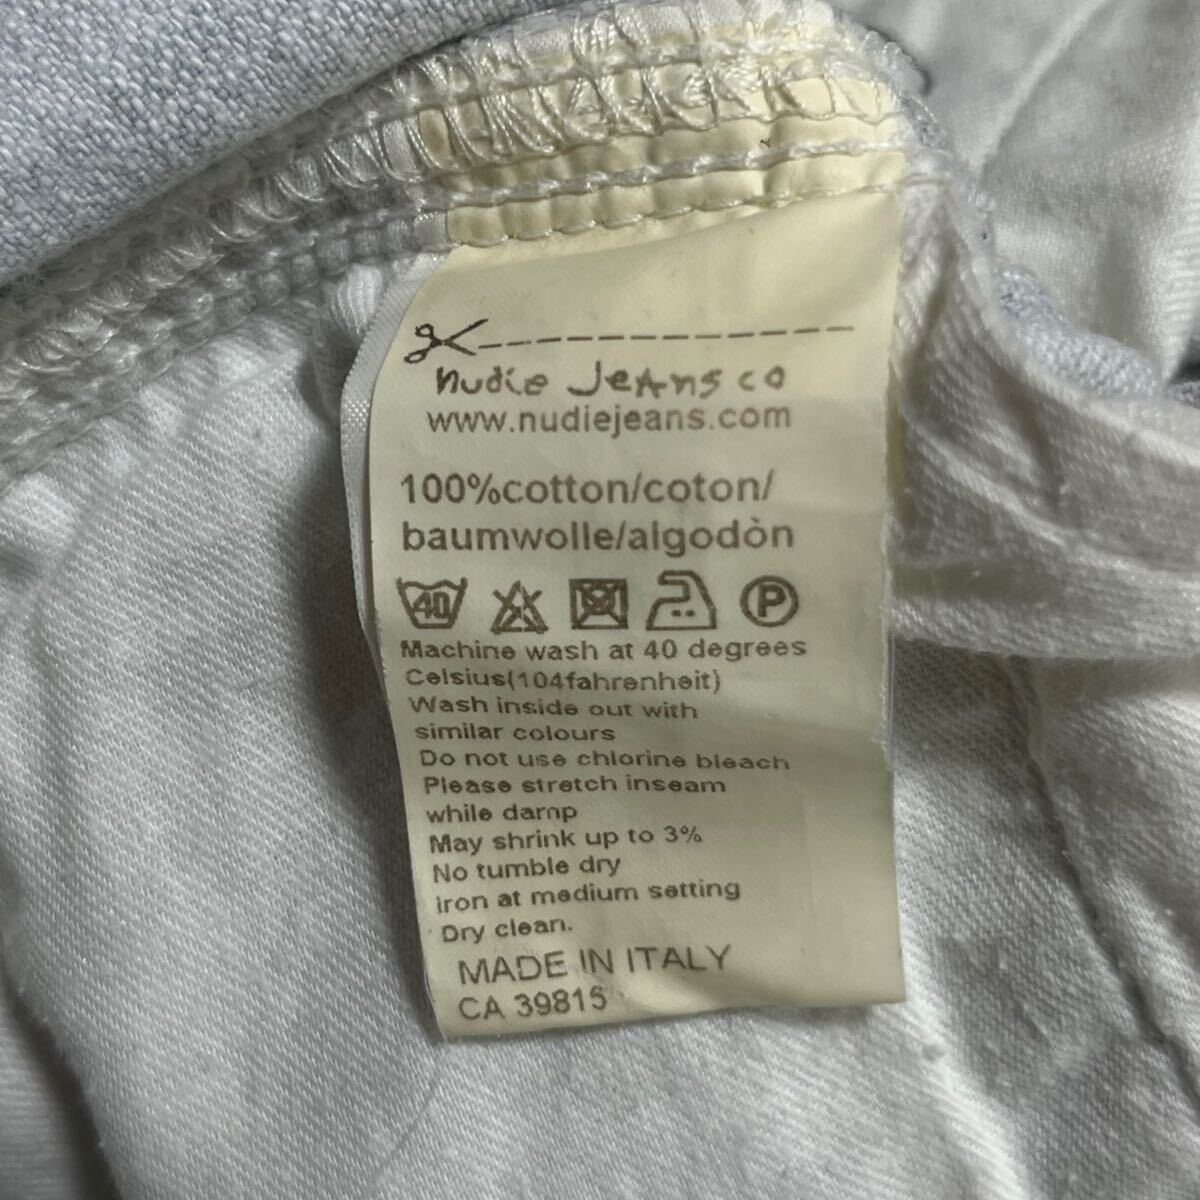 nudie Jeans co
www.nudiejeans.com
100%cotton/coton/
baumwolle/algodòn
40 P
Machine wash at 40 degrees
Celsius(104fahrenheit)
Wash inside out with
similar colours
Do not use chlorine bleach
Please stretch inseam
while damp
May shrink up to 3%
No tumble dry
Iron at medium setting
Dry clean.
MADE IN ITALY
CA 39815